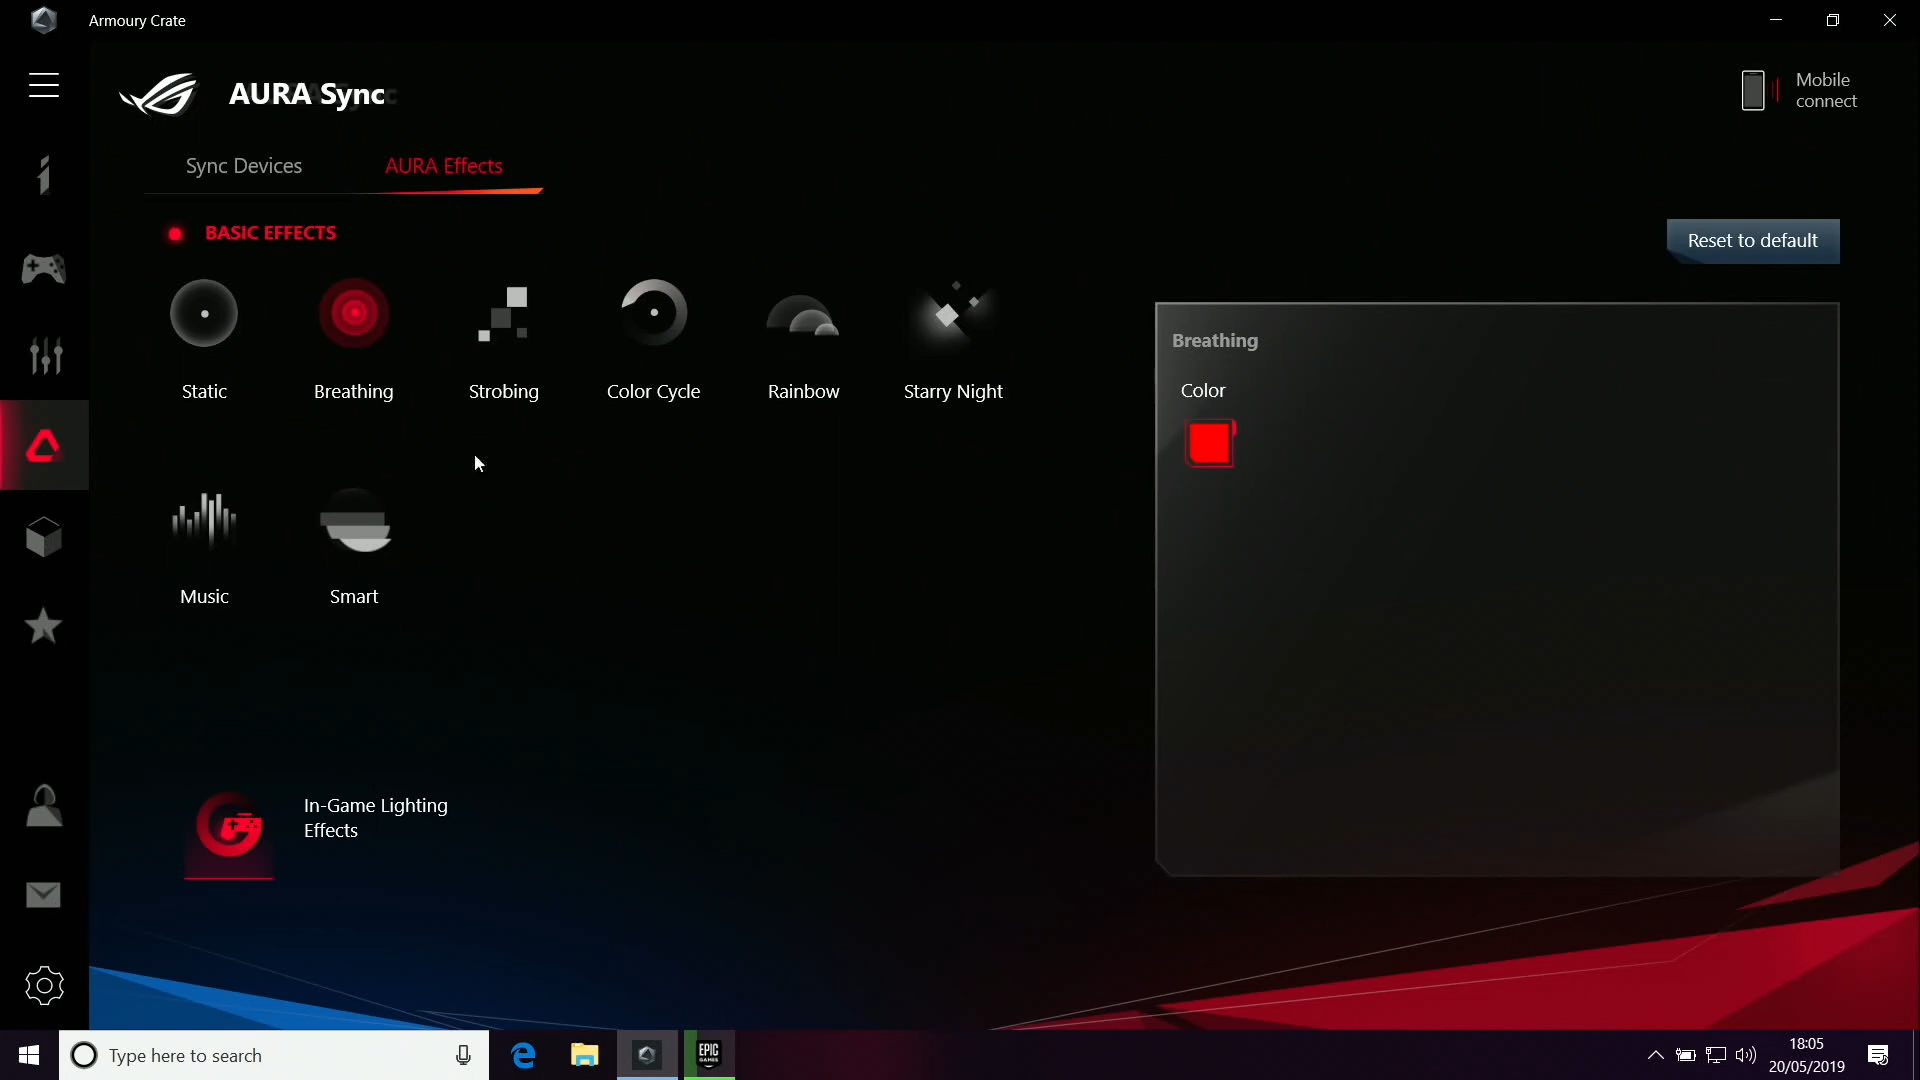 Armoury Crate
AURA Sync
Mobile
connect
Sync Devices
AURA Effects
BASIC EFFECTS
Reset to default
Static
Breathing
Strobing
Color Cycle
Rainbow
Starry Night
Music
Smart
Breathing
Color
In-Game Lighting
Effects
Type here to search
EPIC
GAMES
18:05
20/05/2019